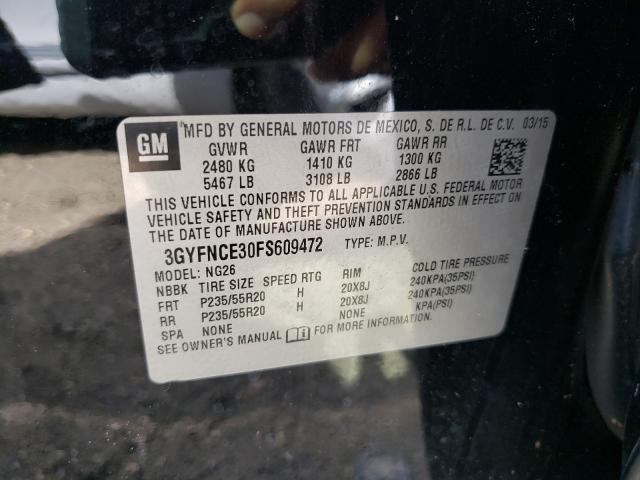 GM
MFD BY GENERAL MOTORS DE MEXICO, S. DE R.L. DE C.V. 03/15
GVWR GAWR FRT GAWR RR
2480 KG 1410 KG 1300 KG
5467 LB 3108 LB 2866 LB
THIS VEHICLE CONFORMS TO ALL APPLICABLE U.S. FEDERAL MOTOR
VEHICLE SAFETY AND THEFT PREVENTION STANDARDS IN EFFECT ON
THE DATE OF MANUFACTURE SHOWN ABOVE.
3GYFNCE30FS609472 TYPE: M.P.V.
MODEL: NG26
NBBK TIRE SIZE SPEED RTG RIM COLD TIRE PRESSURE
FRT P235/55R20 H 20X8J 240KPA(35PSI)
RR P235/55R20 H 20X8J 240KPA(35PSI)
SPA NONE NONE KPA(PSI)
SEE OWNER'S MANUAL FOR MORE INFORMATION.